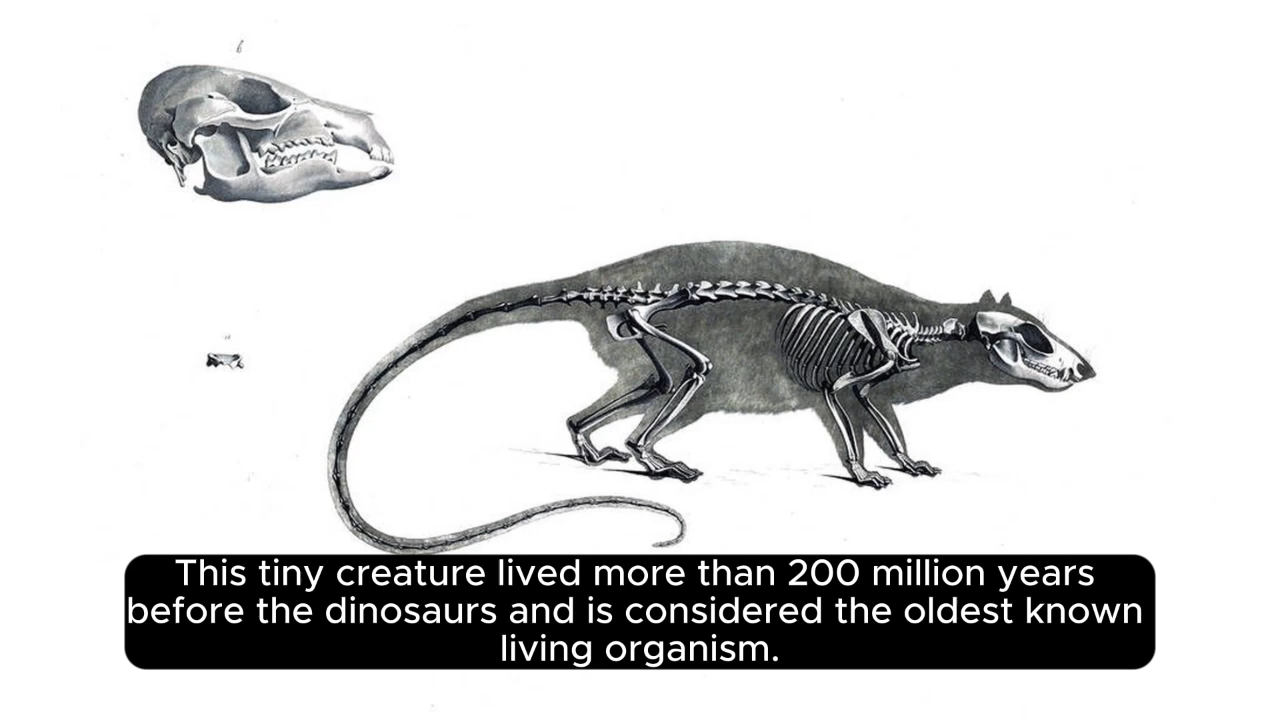 6
This tiny creature lived more than 200 million years
before the dinosaurs and is considered the oldest known
living organism.